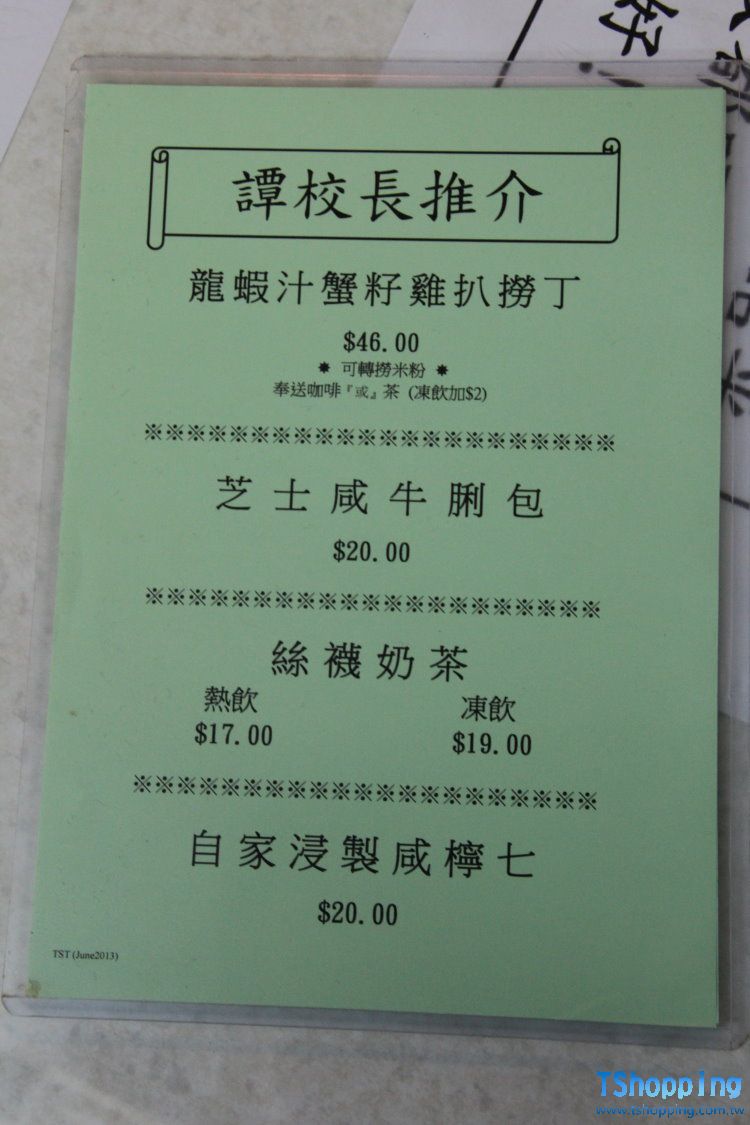 譚校長推介
龍蝦汁蟹籽雞扒撈丁
$46.00
* 可轉撈米粉 *
奉送咖啡『或』茶 (凍飲加$2)
※※※※※※※※※※※※※※※※※※※※※※
芝士咸牛脷包
$20.00
※※※※※※※※※※※※※※※※※※※※※
絲襪奶茶
熱飲 凍飲
$17.00 $19.00
※※※※※※※※※※※※※※※※※※※※※
自家浸製咸檸七
$20.00
TST (June2013)
好
TShopping
www.tshopping.com.tw